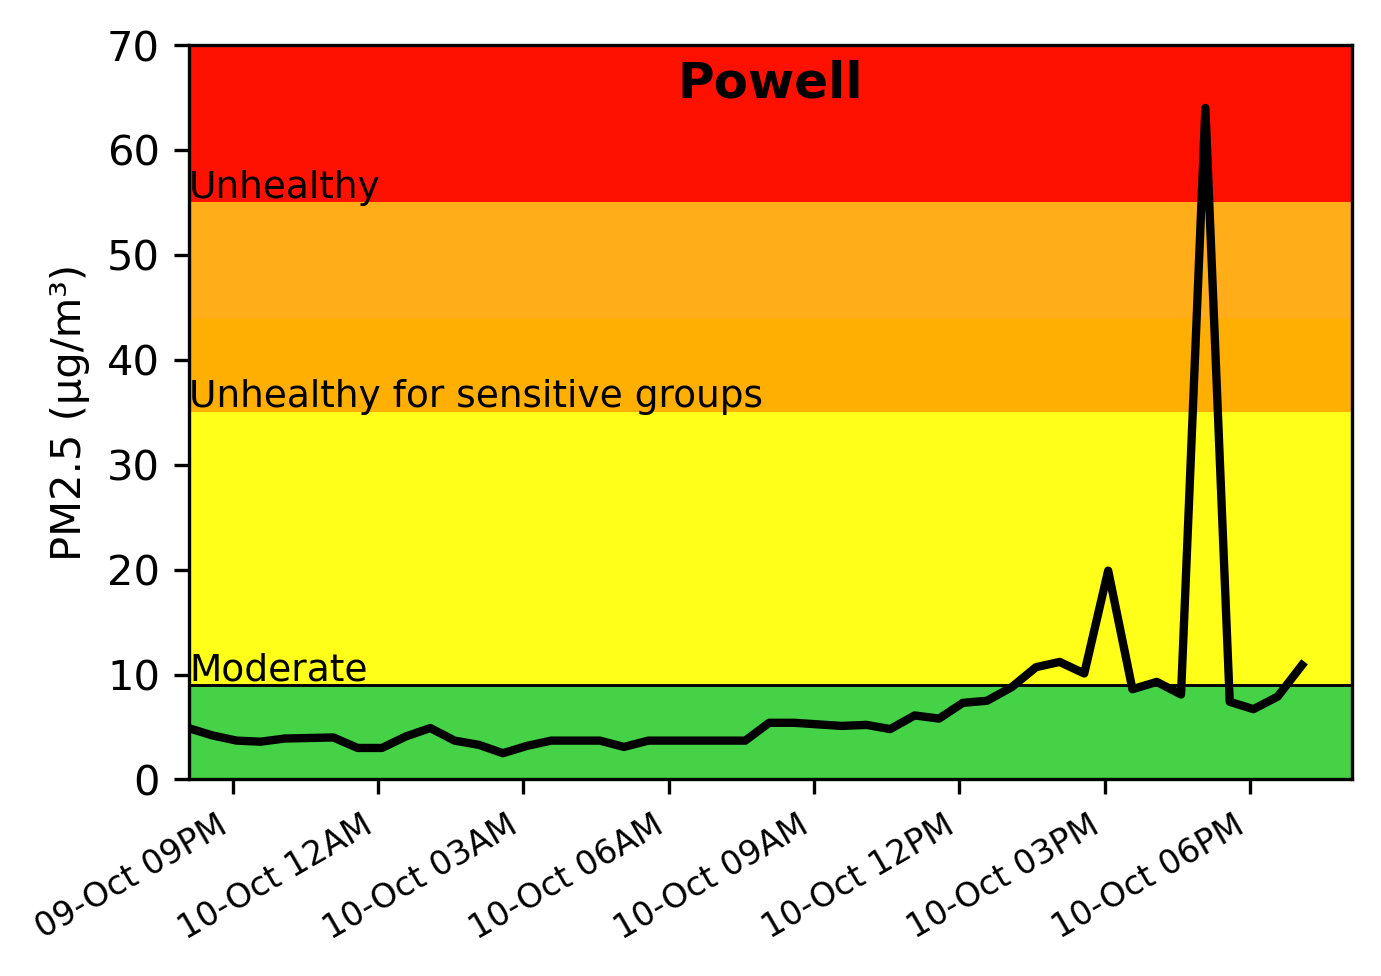 Powell
PM2.5 (µg/m³)
70
60
50
40
30
20
10
0
Unhealthy
Unhealthy for sensitive groups
Moderate
09-Oct 09PM
10-Oct 12AM
10-Oct 03AM
10-Oct 06AM
10-Oct 09AM
10-Oct 12PM
10-Oct 03PM
10-Oct 06PM